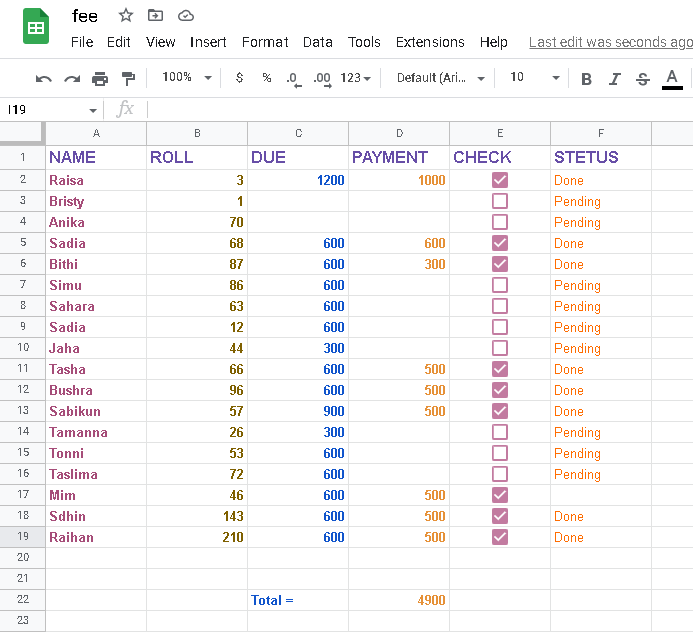 fee
File Edit View Insert Format Data Tools Extensions Help Last edit was seconds ago
100% $ % .0 .00 123 Default (Ari... 10 B I S A
I19 fx
A B C D E F
1 NAME ROLL DUE PAYMENT CHECK STETUS
2 Raisa 3 1200 1000 Done
3 Bristy 1 Pending
4 Anika 70 Pending
5 Sadia 68 600 600 Done
6 Bithi 87 600 300 Done
7 Simu 86 600 Pending
8 Sahara 63 600 Pending
9 Sadia 12 600 Pending
10 Jaha 44 300 Pending
11 Tasha 66 600 500 Done
12 Bushra 96 600 500 Done
13 Sabikun 57 900 500 Done
14 Tamanna 26 300 Pending
15 Tonni 53 600 Pending
16 Taslima 72 600 Pending
17 Mim 46 600 500
18 Sdhin 143 600 500 Done
19 Raihan 210 600 500 Done
20
21
22 Total = 4900
23